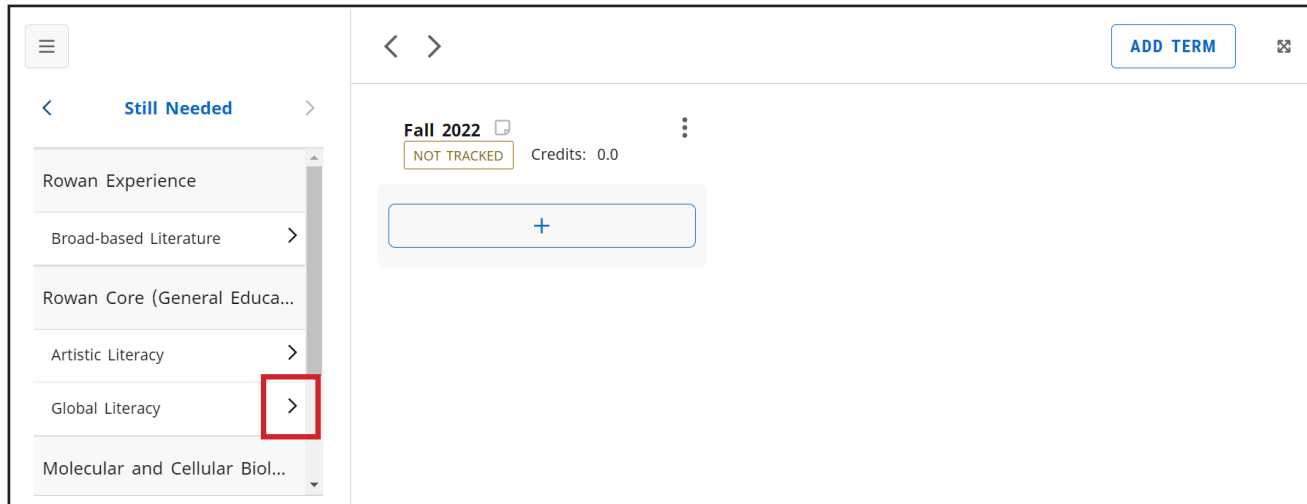 ADD TERM
Still Needed
Rowan Experience
Broad-based Literature
Rowan Core (General Educa...
Artistic Literacy
Global Literacy
Molecular and Cellular Biol...
Fall 2022
NOT TRACKED Credits: 0.0
+